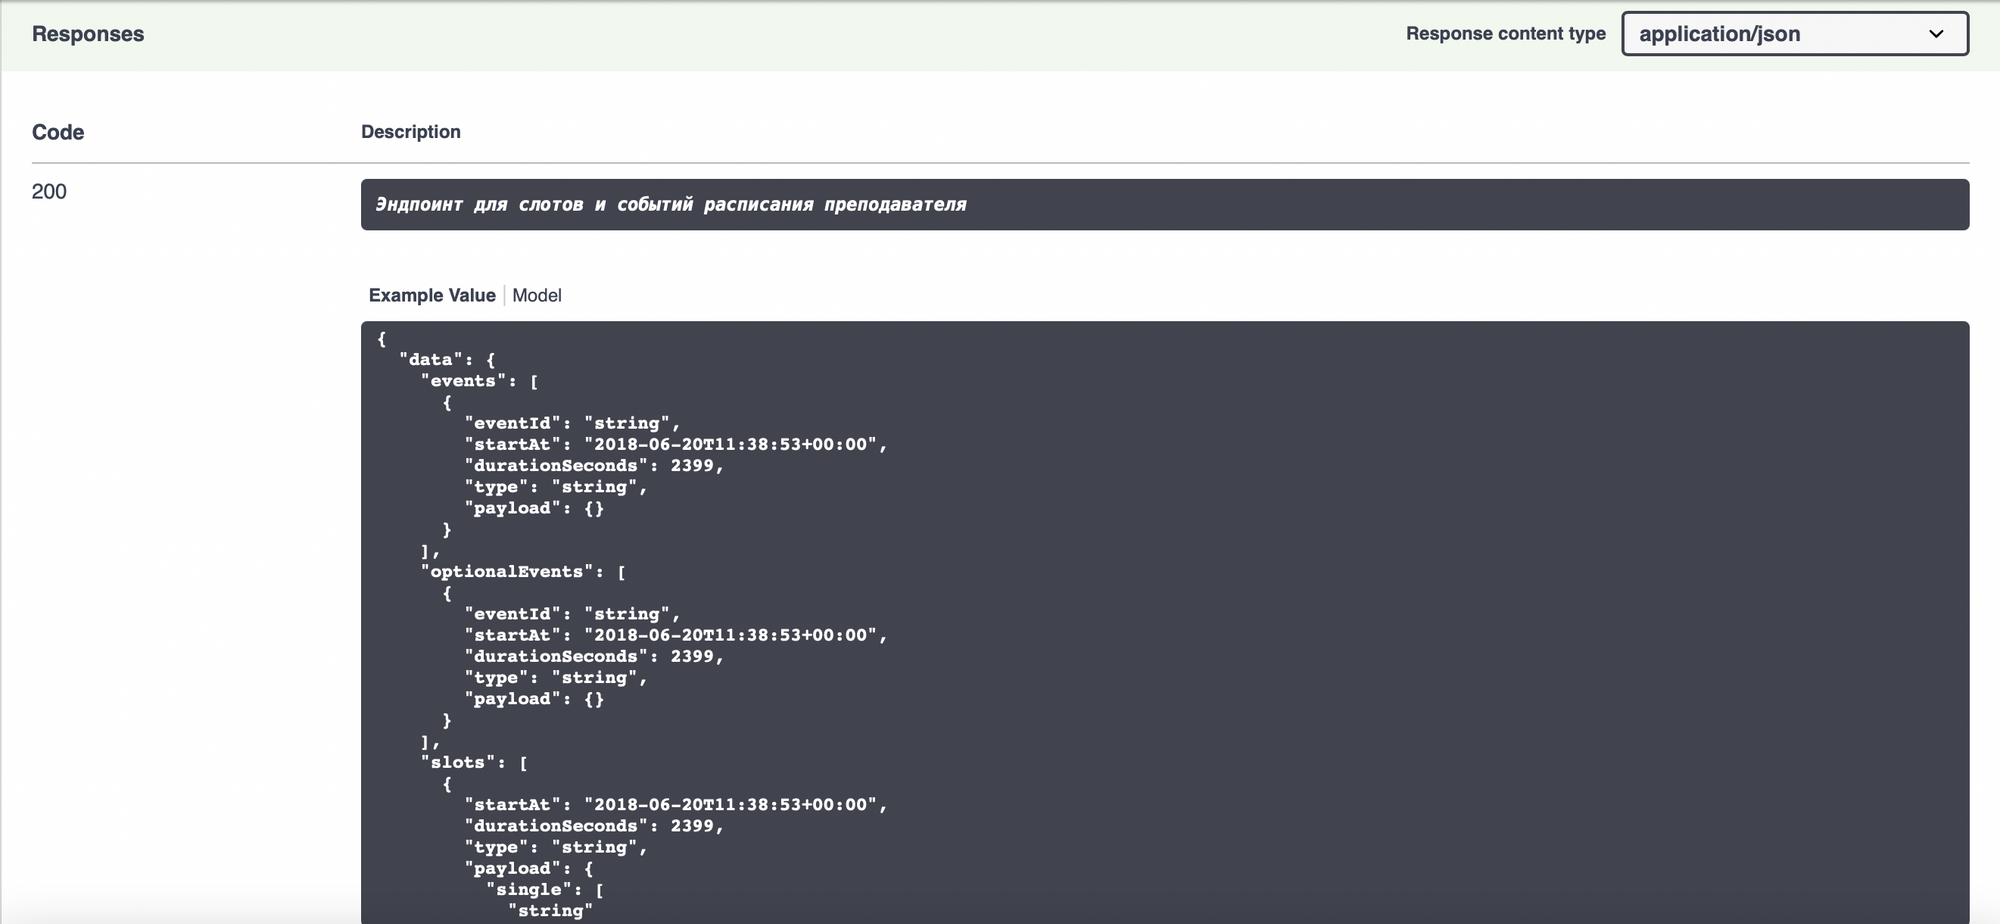 Responses
Response content type application/json
Code Description
200 Эндпоинт для слотов и событий расписания преподавателя
Example Value Model
{
"data": {
"events": [
{
"eventId": "string",
"startAt": "2018-06-20T11:38:53+00:00",
"durationSeconds": 2399,
"type": "string",
"payload": {}
}
],
"optionalEvents": [
{
"eventId": "string",
"startAt": "2018-06-20T11:38:53+00:00",
"durationSeconds": 2399,
"type": "string",
"payload": {}
}
],
"slots": [
{
"startAt": "2018-06-20T11:38:53+00:00",
"durationSeconds": 2399,
"type": "string",
"payload": {
"single": [
"string"